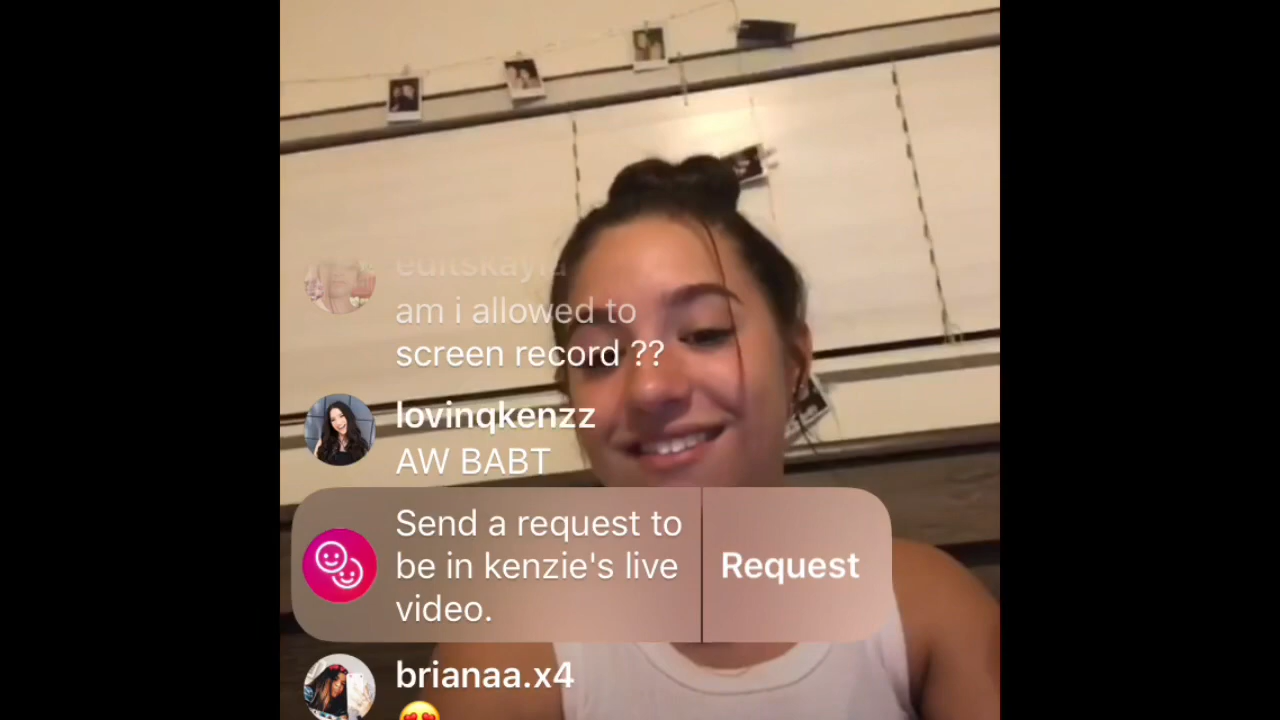 editskayla
am i allowed to
screen record ??
lovinqkenzz
AW BABT
Send a request to
be in kenzie's live
video.
Request
brianaa.x4
😍